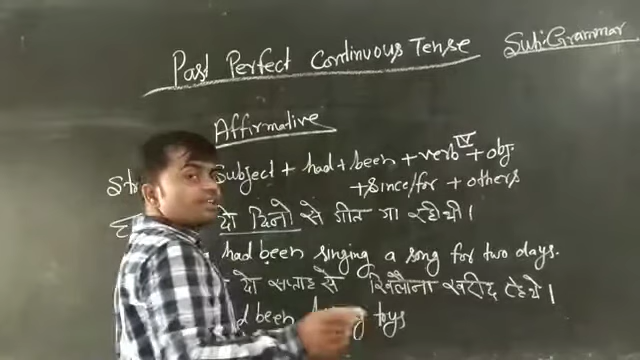 Past Perfect Continuous Tense
Sub:Grammar
Affirmative
Subject + had + been + verb IV + obj.
+ since/for + others
दो दिनो से गीत गा रही थी।
had been singing a song for two days.
दो सप्ताह से खिलौना खरीद रहे थे।
been toys